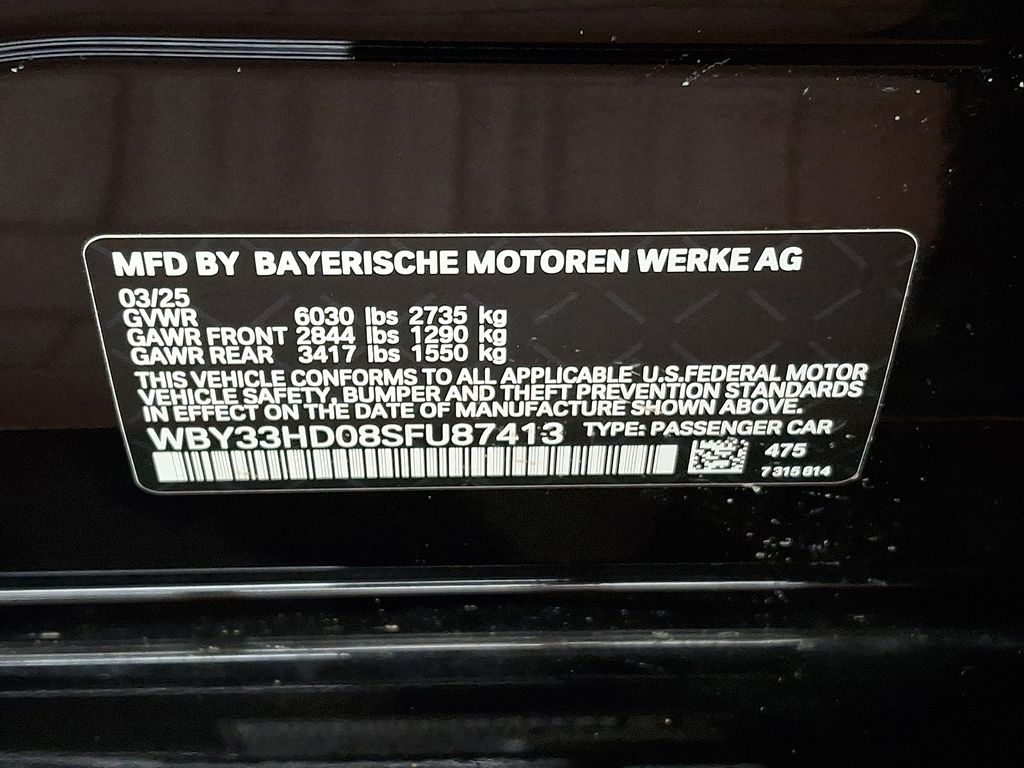 MFD BY BAYERISCHE MOTOREN WERKE AG
03/25
GVWR 6030 lbs 2735 kg
GAWR FRONT 2844 lbs 1290 kg
GAWR REAR 3417 lbs 1550 kg
THIS VEHICLE CONFORMS TO ALL APPLICABLE U.S.FEDERAL MOTOR
VEHICLE SAFETY, BUMPER AND THEFT PREVENTION STANDARDS
IN EFFECT ON THE DATE OF MANUFACTURE SHOWN ABOVE.
WBY33HD08SFU87413 TYPE: PASSENGER CAR
475
7 316 814